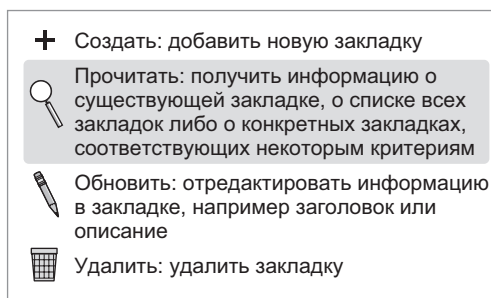 Создать: добавить новую закладку
Прочитать: получить информацию о
существующей закладке, о списке всех
закладок либо о конкретных закладках,
соответствующих некоторым критериям
Обновить: отредактировать информацию
в закладке, например заголовок или
описание
Удалить: удалить закладку